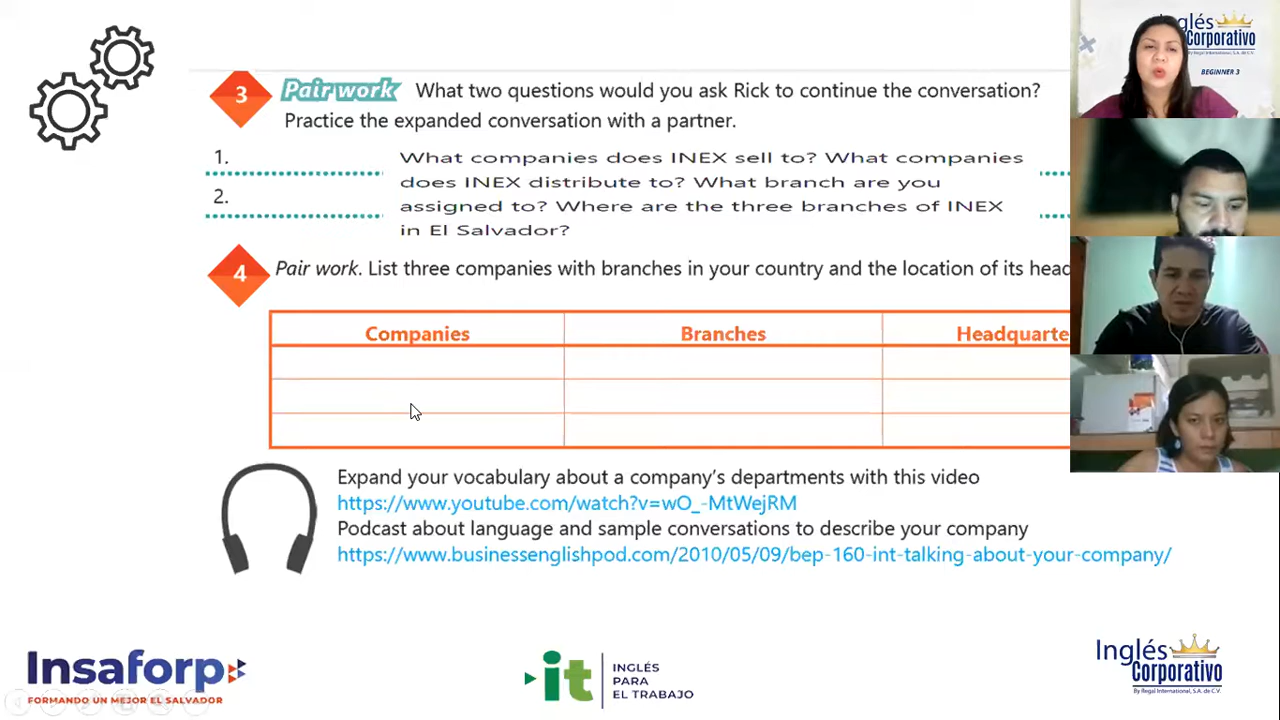 3 Pair work What two questions would you ask Rick to continue the conversation?
Practice the expanded conversation with a partner.
1.
2.
What companies does INEX sell to? What companies
does INEX distribute to? What branch are you
assigned to? Where are the three branches of INEX
in El Salvador?
4 Pair work. List three companies with branches in your country and the location of its head
Companies Branches Headquarte
Expand your vocabulary about a company's departments with this video
https://www.youtube.com/watch?v=wO_-MtWejRM
Podcast about language and sample conversations to describe your company
https://www.businessenglishpod.com/2010/05/09/bep-160-int-talking-about-your-company/
Insaforp
FORMANDO UN MEJOR EL SALVADOR
it
INGLÉS
PARA
EL TRABAJO
Inglés
Corporativo
By Regal International, S.A. de C.V.
Inglés
Corporativo
By Regal International, S.A. de C.V.
BEGINNER 3